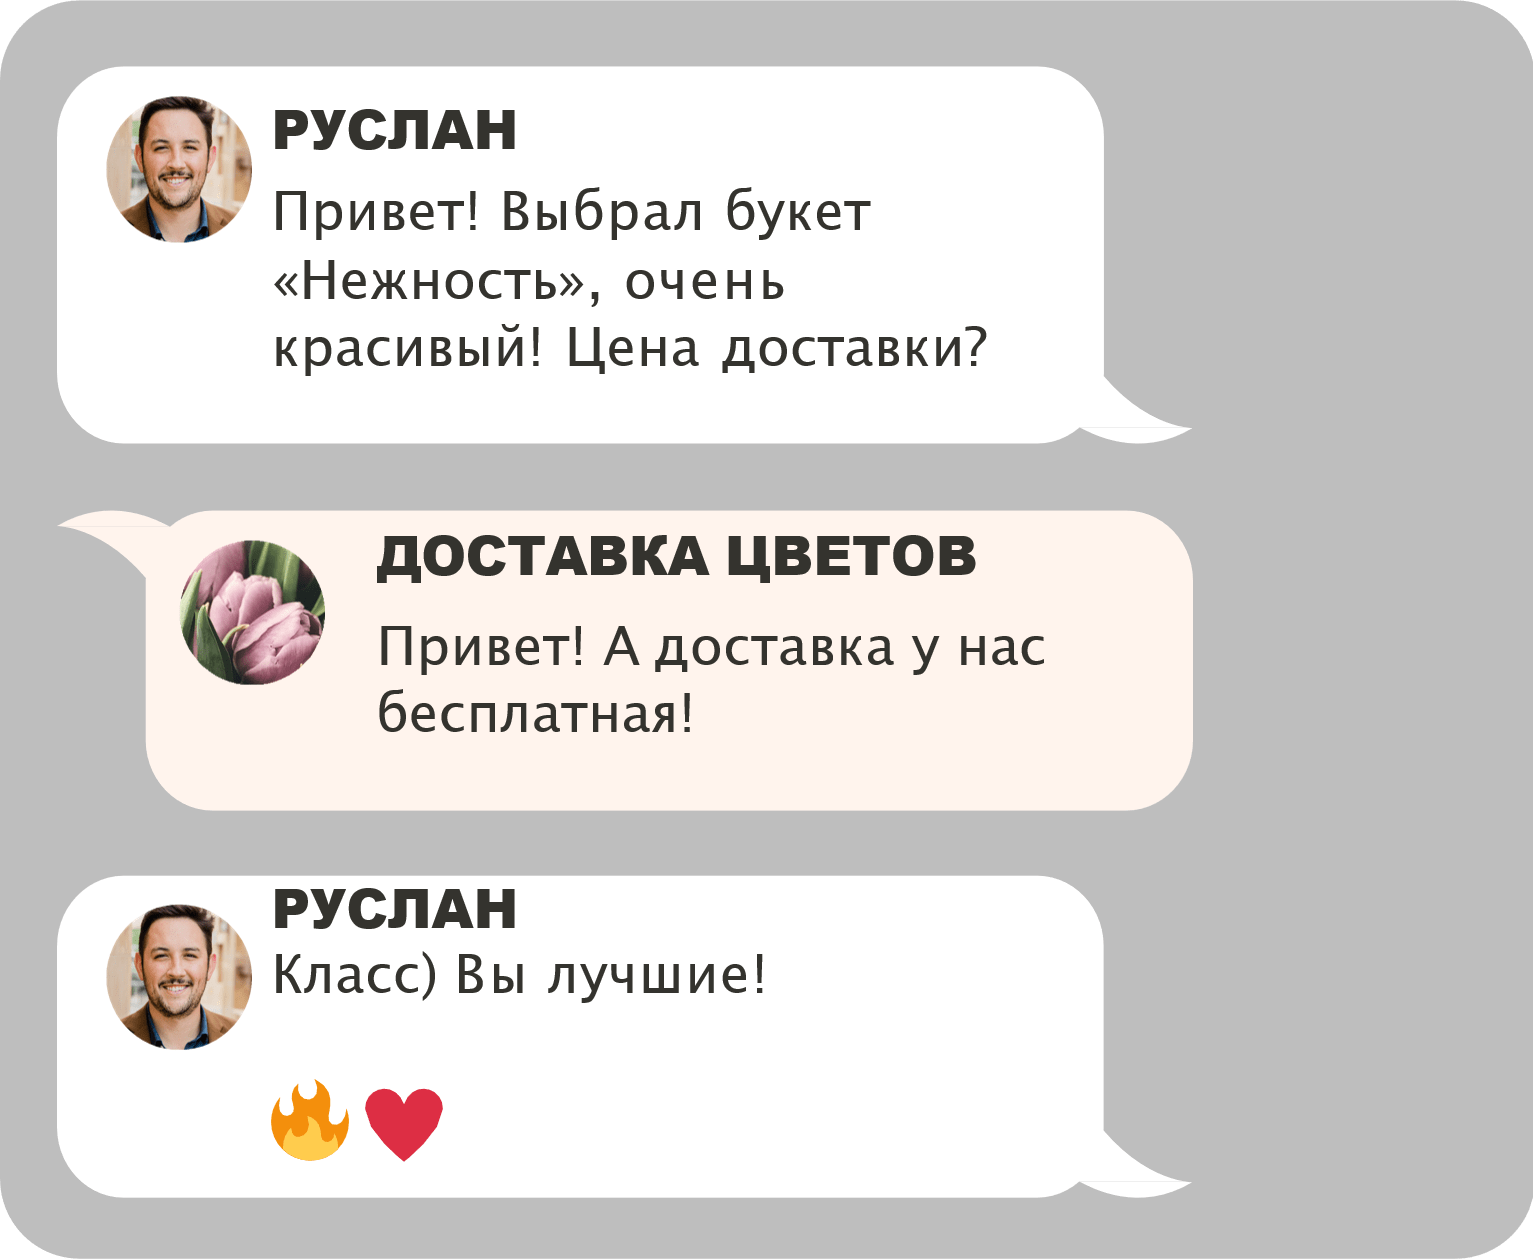 РУСЛАН
Привет! Выбрал букет
«Нежность», очень
красивый! Цена доставки?
ДОСТАВКА ЦВЕТОВ
Привет! А доставка у нас
бесплатная!
РУСЛАН
Класс) Вы лучшие!
🔥❤️